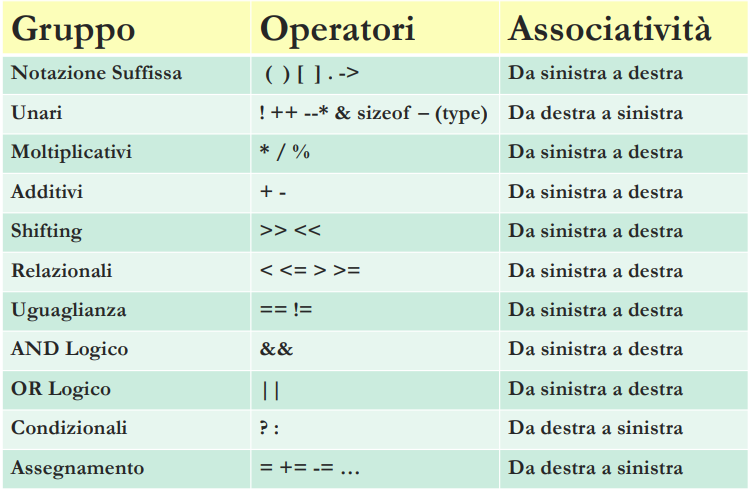 Gruppo Operatori Associatività
Notazione Suffissa ( ) [ ] . -> Da sinistra a destra
Unari ! ++ --* & sizeof – (type) Da destra a sinistra
Moltiplicativi * / % Da sinistra a destra
Additivi + - Da sinistra a destra
Shifting >> << Da sinistra a destra
Relazionali < <= > >= Da sinistra a destra
Uguaglianza == != Da sinistra a destra
AND Logico && Da sinistra a destra
OR Logico || Da sinistra a destra
Condizionali ? : Da destra a sinistra
Assegnamento = += -= … Da destra a sinistra